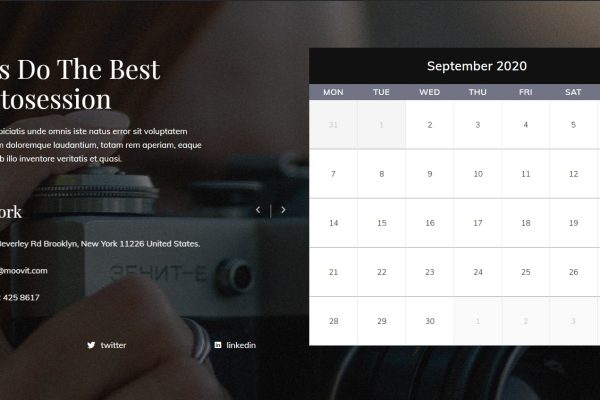 s Do The Best
tosession
piciatis unde omnis iste natus error sit voluptatem
m doloremque laudantium, totam rem aperiam, eaque
b illo inventore veritatis et quasi.
ork
Beverley Rd Brooklyn, New York 11226 United States.
@moovit.com
425 8617
twitter
linkedin
ЗЕНИТ-Е
September 2020
MON TUE WED THU FRI SAT
31 1 2 3 4 5
7 8 9 10 11 12
14 15 16 17 18 19
21 22 23 24 25 26
28 29 30 1 2 3